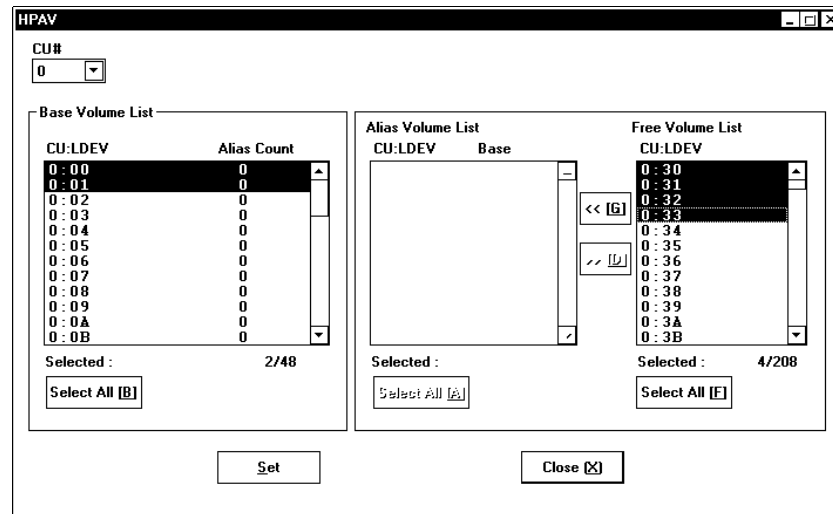 HPAV
CU#
0
Base Volume List
CU:LDEV Alias Count
0:00 0
0:01 0
0:02 0
0:03 0
0:04 0
0:05 0
0:06 0
0:07 0
0:08 0
0:09 0
0:0A 0
0:0B 0
Selected : 2/48
Select All [B]
Alias Volume List
CU:LDEV Base
<< [G]
[D]
Selected :
Select All [A]
Free Volume List
CU:LDEV
0:30
0:31
0:32
0:33
0:34
0:35
0:36
0:37
0:38
0:39
0:3A
0:3B
Selected : 4/208
Select All [F]
Set
Close [X]